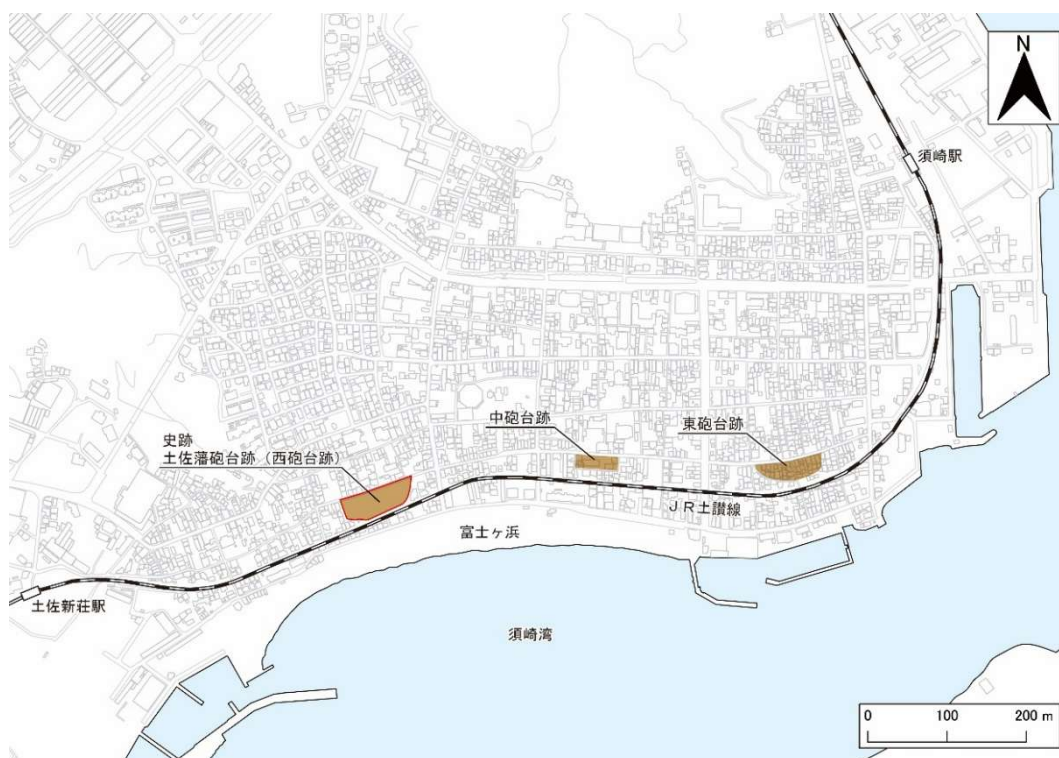 N
須崎駅
中砲台跡
東砲台跡
史跡
土佐藩砲台跡（西砲台跡）
JR土讃線
富士ヶ浜
土佐新荘駅
須崎湾
0 100 200 m